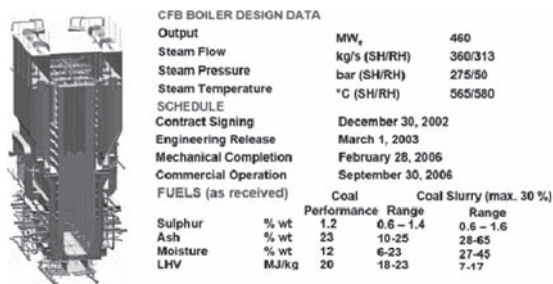 CFB BOILER DESIGN DATA
Output MWe 460
Steam Flow kg/s (SH/RH) 360/313
Steam Pressure bar (SH/RH) 275/50
Steam Temperature °C (SH/RH) 565/580
SCHEDULE
Contract Signing December 30, 2002
Engineering Release March 1, 2003
Mechanical Completion February 28, 2006
Commercial Operation September 30, 2006
FUELS (as received) Coal Coal Slurry (max. 30 %)
Performance Range Range
Sulphur % wt 1.2 0.6 – 1.4 0.6 – 1.6
Ash % wt 23 10-25 28-65
Moisture % wt 12 6-23 27-45
LHV MJ/kg 20 18-23 7-17